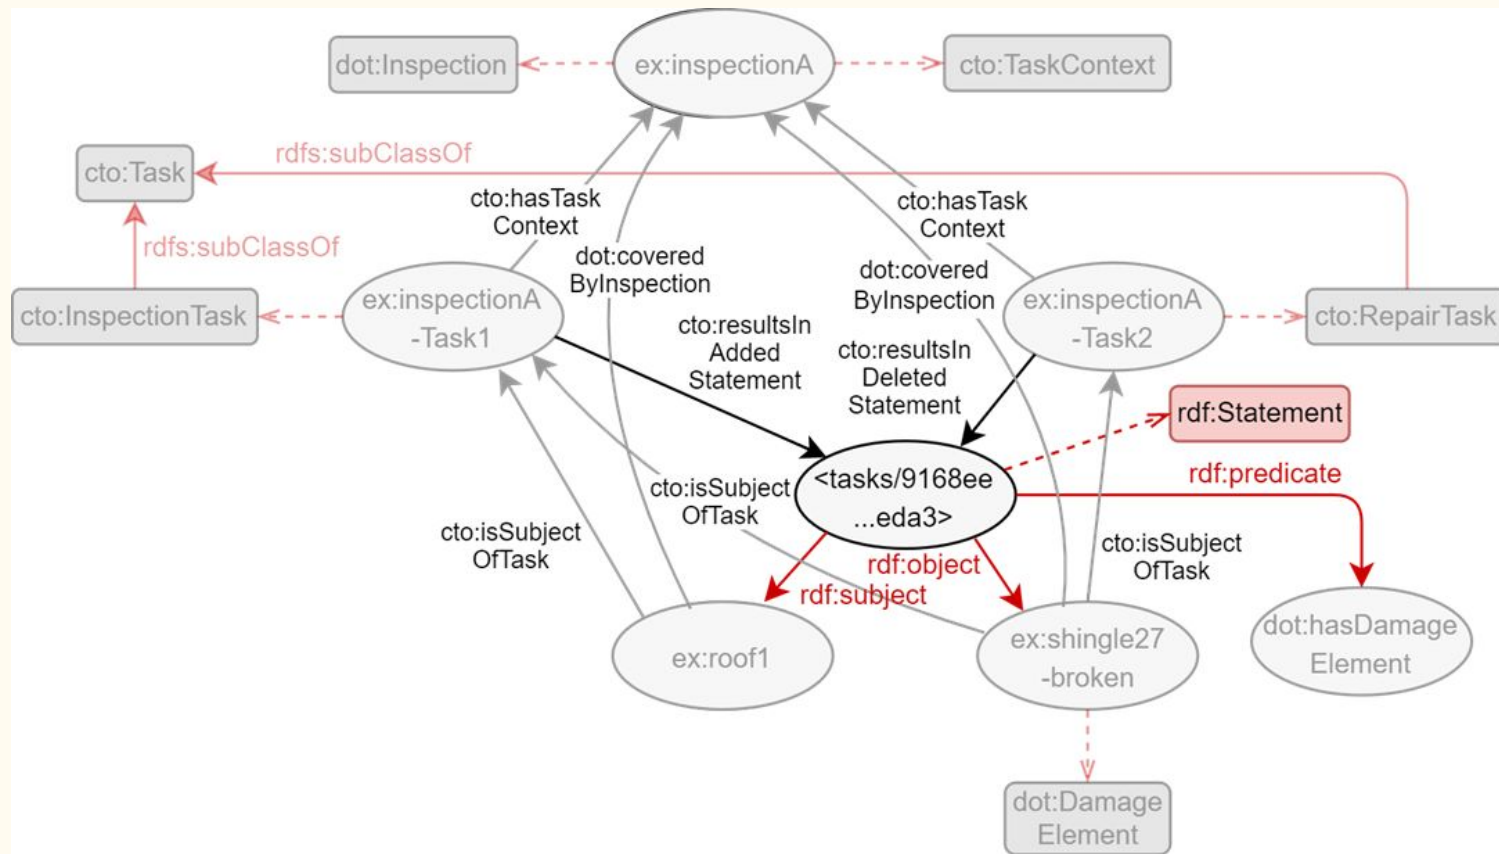 dot:Inspection
ex:inspectionA
cto:TaskContext
rdfs:subClassOf
cto:Task
cto:hasTask
Context
cto:hasTask
Context
rdfs:subClassOf
dot:covered
ByInspection
dot:covered
ByInspection
cto:InspectionTask
ex:inspectionA
-Task1
ex:inspectionA
-Task2
cto:RepairTask
cto:resultsIn
Added
Statement
cto:resultsIn
Deleted
Statement
rdf:Statement
rdf:predicate
<tasks/9168ee
...eda3>
cto:isSubject
OfTask
cto:isSubject
OfTask
cto:isSubject
OfTask
rdf:object
rdf:subject
ex:roof1
ex:shingle27
-broken
dot:hasDamage
Element
dot:Damage
Element